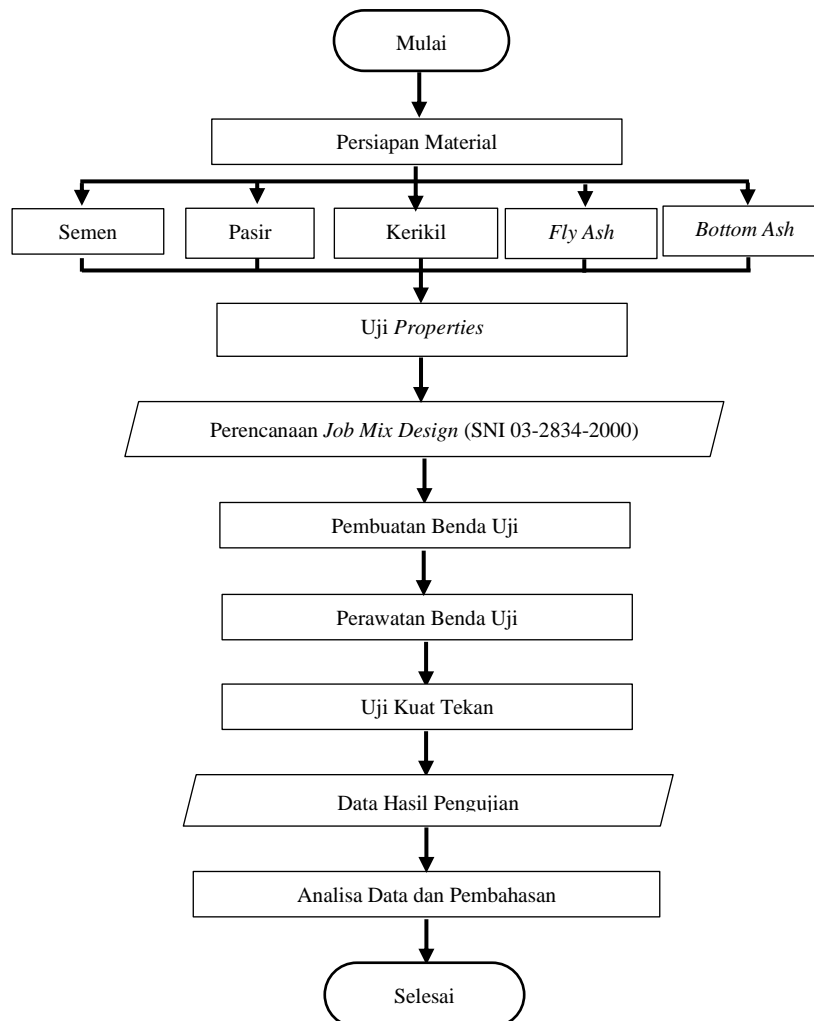 Mulai
Persiapan Material
Semen
Pasir
Kerikil
Fly Ash
Bottom Ash
Uji Properties
Perencanaan Job Mix Design (SNI 03-2834-2000)
Pembuatan Benda Uji
Perawatan Benda Uji
Uji Kuat Tekan
Data Hasil Pengujian
Analisa Data dan Pembahasan
Selesai